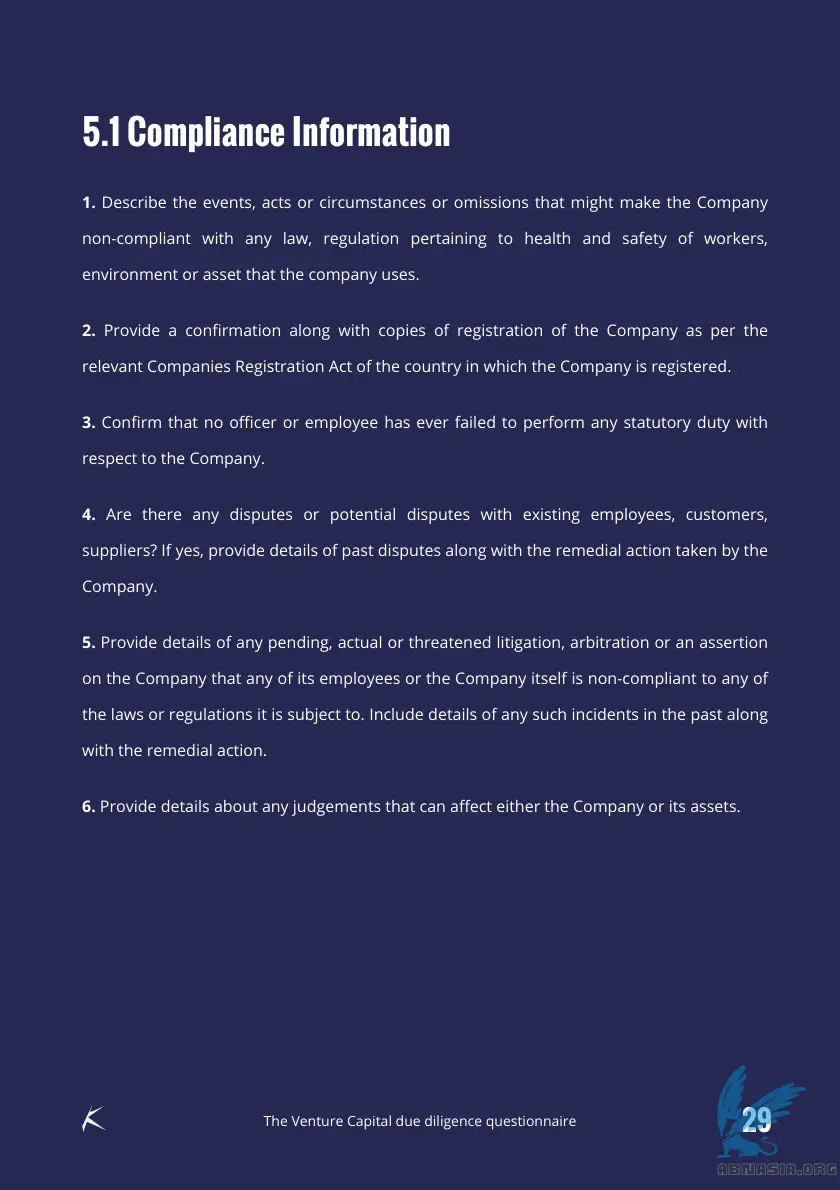 5.1 Compliance Information
1. Describe the events, acts or circumstances or omissions that might make the Company
non-compliant with any law, regulation pertaining to health and safety of workers,
environment or asset that the company uses.
2. Provide a confirmation along with copies of registration of the Company as per the
relevant Companies Registration Act of the country in which the Company is registered.
3. Confirm that no officer or employee has ever failed to perform any statutory duty with
respect to the Company.
4. Are there any disputes or potential disputes with existing employees, customers,
suppliers? If yes, provide details of past disputes along with the remedial action taken by the
Company.
5. Provide details of any pending, actual or threatened litigation, arbitration or an assertion
on the Company that any of its employees or the Company itself is non-compliant to any of
the laws or regulations it is subject to. Include details of any such incidents in the past along
with the remedial action.
6. Provide details about any judgements that can affect either the Company or its assets.
The Venture Capital due diligence questionnaire
29
ABNASIA.ORG